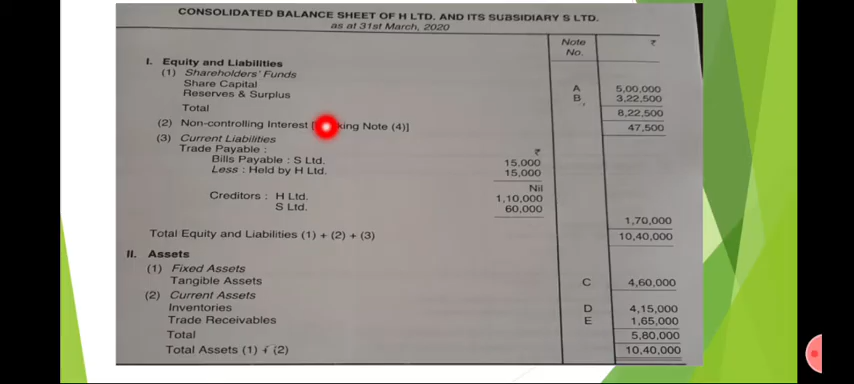 CONSOLIDATED BALANCE SHEET OF H LTD. AND ITS SUBSIDIARY S LTD.
as at 31st March, 2020
Note No. ₹
I. Equity and Liabilities
(1) Shareholders' Funds
Share Capital A 5,00,000
Reserves & Surplus B 3,22,500
Total 8,22,500
(2) Non-controlling Interest Note (4)] 47,500
(3) Current Liabilities
Trade Payable : ₹
Bills Payable : S Ltd. 15,000
Less : Held by H Ltd. 15,000
Nil
Creditors : H Ltd. 1,10,000
S Ltd. 60,000
1,70,000
Total Equity and Liabilities (1) + (2) + (3) 10,40,000
II. Assets
(1) Fixed Assets
Tangible Assets C 4,60,000
(2) Current Assets
Inventories D 4,15,000
Trade Receivables E 1,65,000
Total 5,80,000
Total Assets (1) + (2) 10,40,000